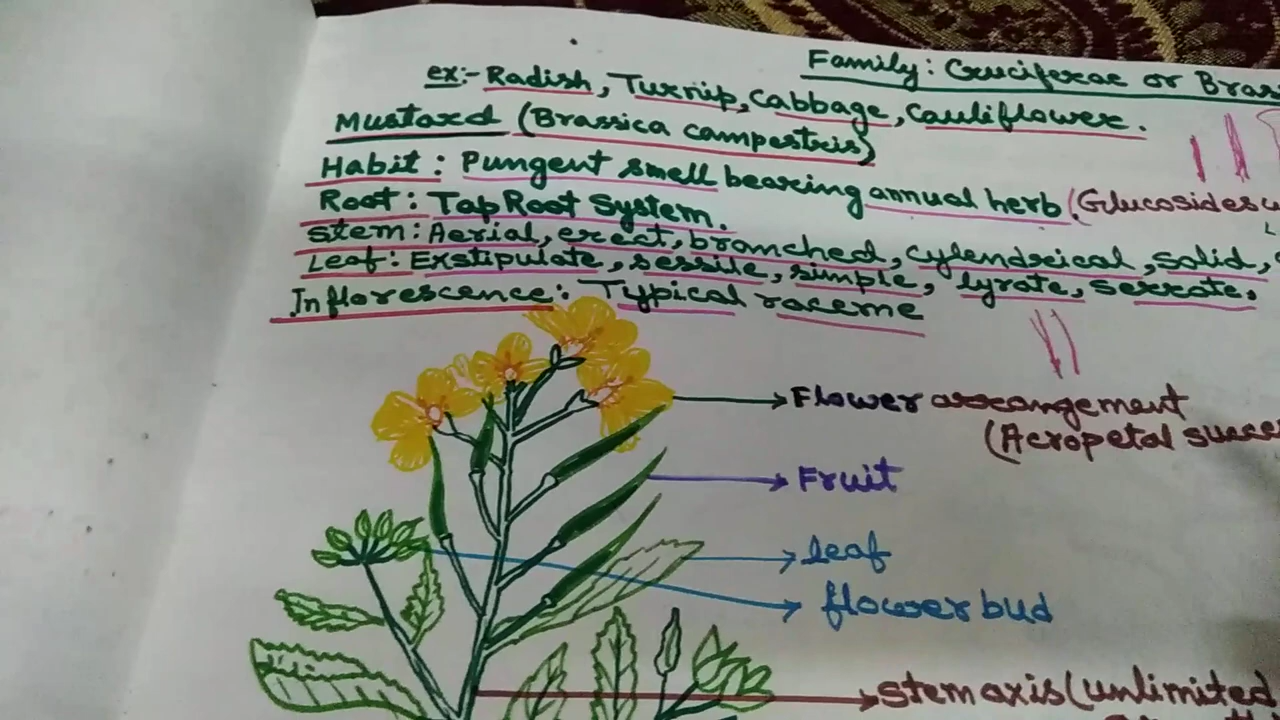 Family: Cruciferae or Bras
ex:- Radish, Turnip, Cabbage, Cauliflower.
Mustard (Brassica campestris)
Habit: Pungent smell bearing annual herb (Glucosides
Root: Tap Root System.
Stem: Aerial, erect, branched, cylendrical, solid,
Leaf: Exstipulate, sessile, simple, lyrate, serrate,
Inflorescence: Typical raceme
Flower arrangement
(Acropetal succe
Fruit
leaf
flower bud
stem axis (unlimited